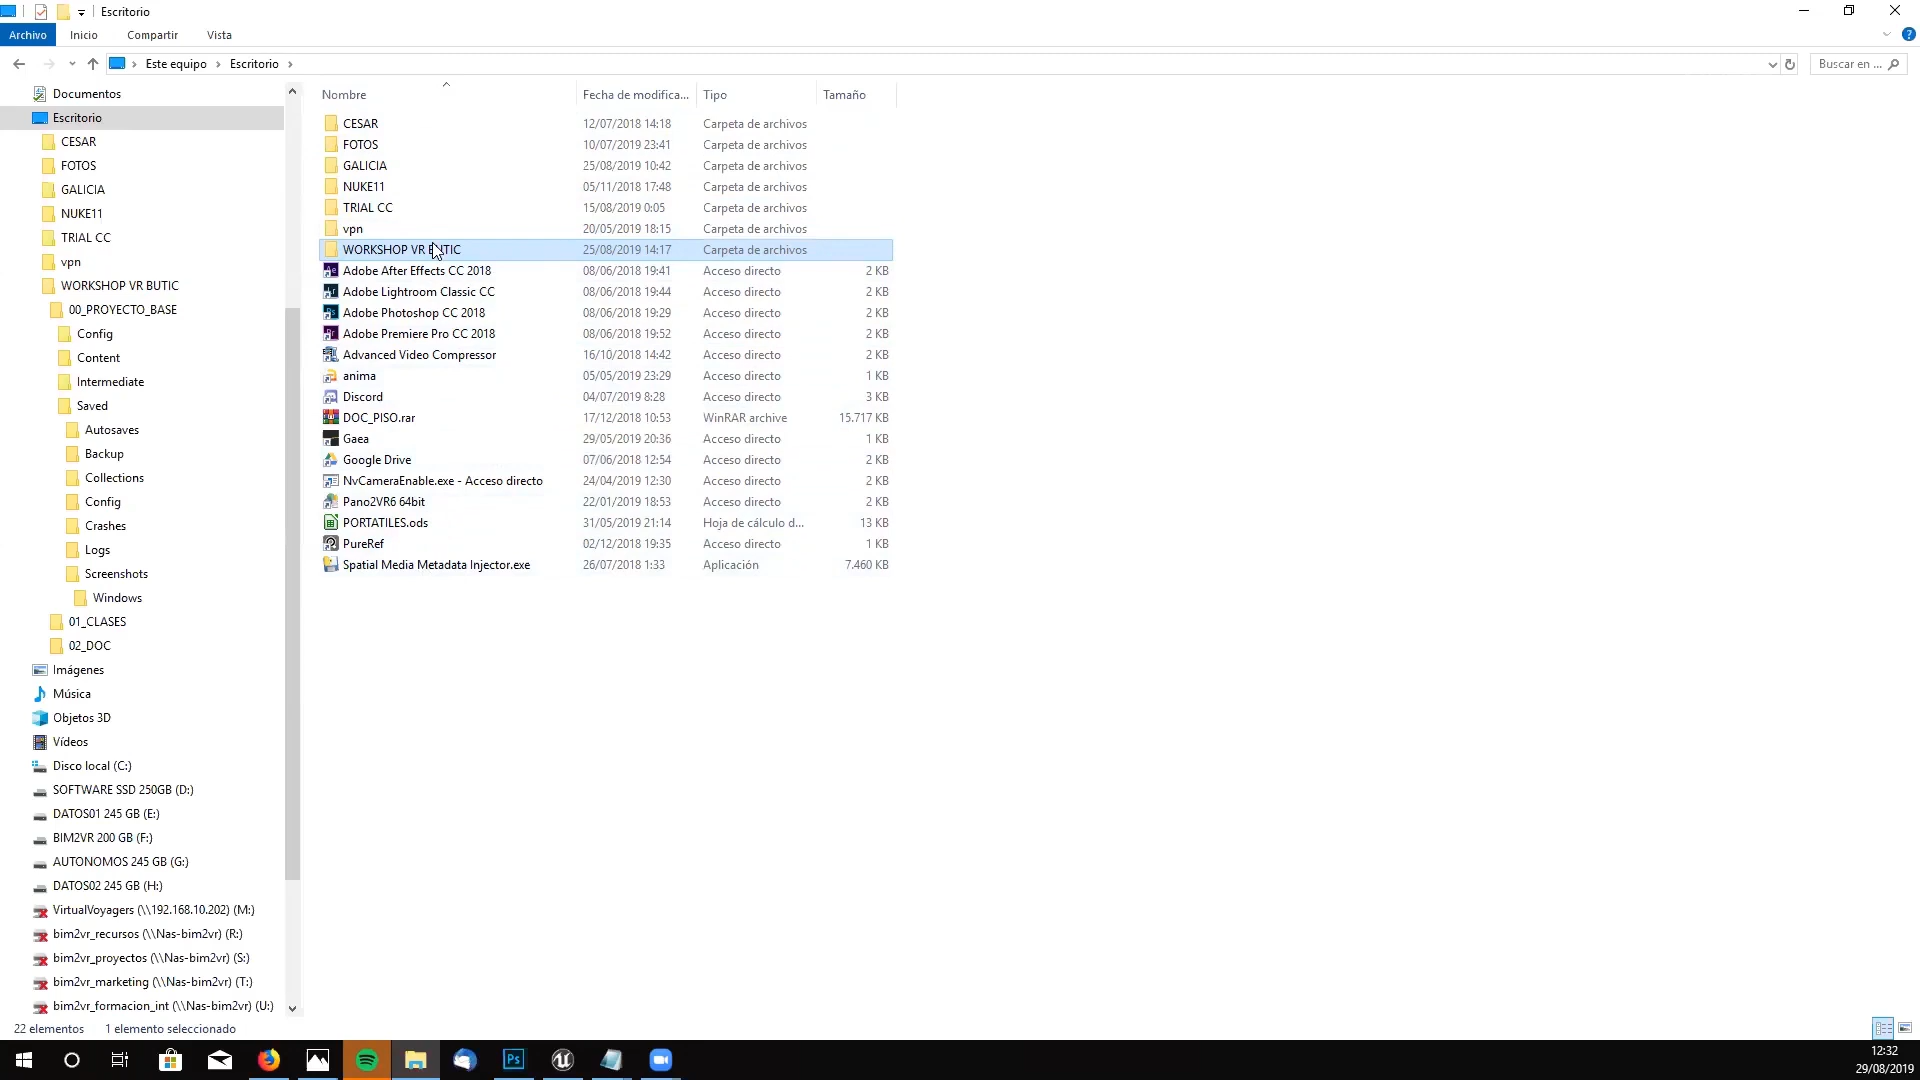 Escritorio
Archivo
Inicio
Compartir
Vista
Este equipo
Escritorio
Buscar en ...
Documentos
Escritorio
CESAR
FOTOS
GALICIA
NUKE11
TRIAL CC
vpn
WORKSHOP VR BUTIC
00_PROYECTO_BASE
Config
Content
Intermediate
Saved
Autosaves
Backup
Collections
Config
Crashes
Logs
Screenshots
Windows
01_CLASES
02_DOC
Imágenes
Música
Objetos 3D
Vídeos
Disco local (C:)
SOFTWARE SSD 250GB (D:)
DATOS01 245 GB (E:)
BIM2VR 200 GB (F:)
AUTONOMOS 245 GB (G:)
DATOS02 245 GB (H:)
VirtualVoyagers (\\192.168.10.202) (M:)
bim2vr_recursos (\\Nas-bim2vr) (R:)
bim2vr_proyectos (\\Nas-bim2vr) (S:)
bim2vr_marketing (\\Nas-bim2vr) (T:)
bim2vr_formacion_int (\\Nas-bim2vr) (U:)
Nombre Fecha de modifica... Tipo Tamaño
CESAR 12/07/2018 14:18 Carpeta de archivos
FOTOS 10/07/2019 23:41 Carpeta de archivos
GALICIA 25/08/2019 10:42 Carpeta de archivos
NUKE11 05/11/2018 17:48 Carpeta de archivos
TRIAL CC 15/08/2019 0:05 Carpeta de archivos
vpn 20/05/2019 18:15 Carpeta de archivos
WORKSHOP VR BUTIC 25/08/2019 14:17 Carpeta de archivos
Adobe After Effects CC 2018 08/06/2018 19:41 Acceso directo 2 KB
Adobe Lightroom Classic CC 08/06/2018 19:44 Acceso directo 2 KB
Adobe Photoshop CC 2018 08/06/2018 19:29 Acceso directo 2 KB
Adobe Premiere Pro CC 2018 08/06/2018 19:52 Acceso directo 2 KB
Advanced Video Compressor 16/10/2018 14:42 Acceso directo 2 KB
anima 05/05/2019 23:29 Acceso directo 1 KB
Discord 04/07/2019 8:28 Acceso directo 3 KB
DOC_PISO.rar 17/12/2018 10:53 WinRAR archive 15.717 KB
Gaea 29/05/2019 20:36 Acceso directo 1 KB
Google Drive 07/06/2018 12:54 Acceso directo 2 KB
NvCameraEnable.exe - Acceso directo 24/04/2019 12:30 Acceso directo 2 KB
Pano2VR6 64bit 22/01/2019 18:53 Acceso directo 2 KB
PORTATILES.ods 31/05/2019 21:14 Hoja de cálculo d... 13 KB
PureRef 02/12/2018 19:35 Acceso directo 1 KB
Spatial Media Metadata Injector.exe 26/07/2018 1:33 Aplicación 7.460 KB
22 elementos 1 elemento seleccionado
Ps
12:32
29/08/2019